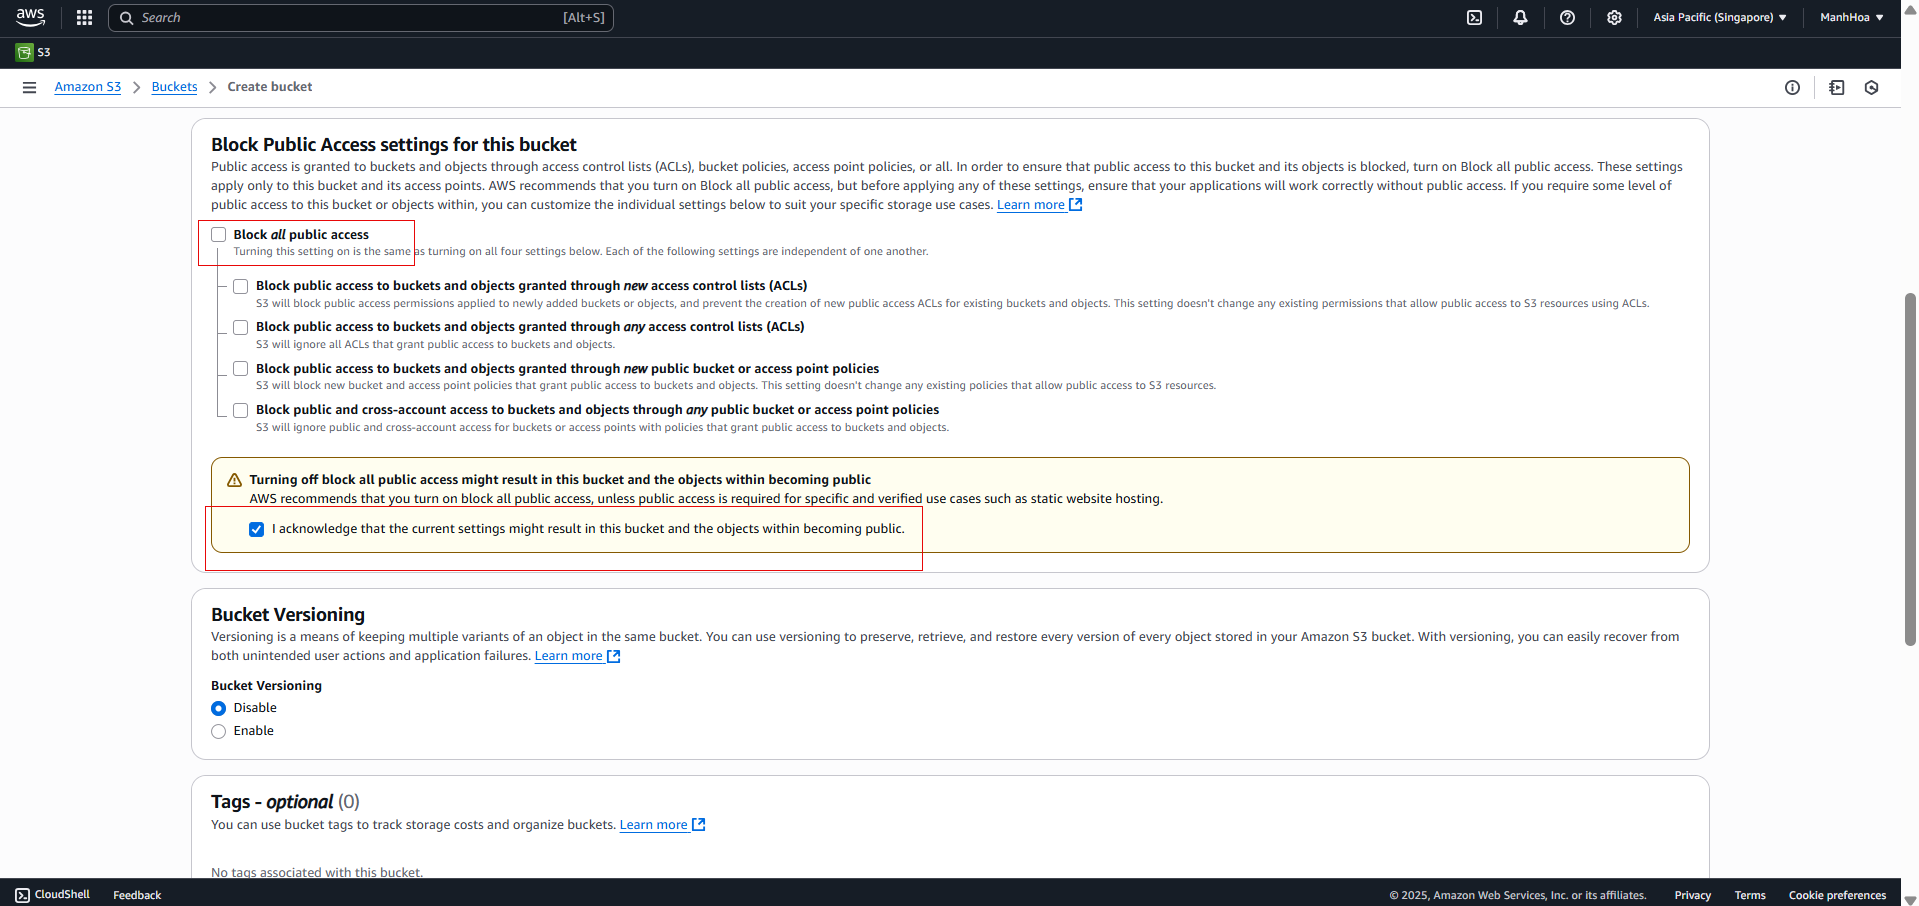 aws
Search
[Alt+S]
Asia Pacific (Singapore)
ManhHoa
S3
Amazon S3
Buckets
Create bucket
Block Public Access settings for this bucket
Public access is granted to buckets and objects through access control lists (ACLs), bucket policies, access point policies, or all. In order to ensure that public access to this bucket and its objects is blocked, turn on Block all public access. These settings
apply only to this bucket and its access points. AWS recommends that you turn on Block all public access, but before applying any of these settings, ensure that your applications will work correctly without public access. If you require some level of
public access to this bucket or objects within, you can customize the individual settings below to suit your specific storage use cases. Learn more
Block all public access
Turning this setting on is the same as turning on all four settings below. Each of the following settings are independent of one another.
Block public access to buckets and objects granted through new access control lists (ACLs)
S3 will block public access permissions applied to newly added buckets or objects, and prevent the creation of new public access ACLs for existing buckets and objects. This setting doesn't change any existing permissions that allow public access to S3 resources using ACLs.
Block public access to buckets and objects granted through any access control lists (ACLs)
S3 will ignore all ACLs that grant public access to buckets and objects.
Block public access to buckets and objects granted through new public bucket or access point policies
S3 will block new bucket and access point policies that grant public access to buckets and objects. This setting doesn't change any existing policies that allow public access to S3 resources.
Block public and cross-account access to buckets and objects through any public bucket or access point policies
S3 will ignore public and cross-account access for buckets or access points with policies that grant public access to buckets and objects.
Turning off block all public access might result in this bucket and the objects within becoming public
AWS recommends that you turn on block all public access, unless public access is required for specific and verified use cases such as static website hosting.
I acknowledge that the current settings might result in this bucket and the objects within becoming public.
Bucket Versioning
Versioning is a means of keeping multiple variants of an object in the same bucket. You can use versioning to preserve, retrieve, and restore every version of every object stored in your Amazon S3 bucket. With versioning, you can easily recover from
both unintended user actions and application failures. Learn more
Bucket Versioning
Disable
Enable
Tags - optional (0)
You can use bucket tags to track storage costs and organize buckets. Learn more
No tags associated with this bucket.
CloudShell
Feedback
© 2025, Amazon Web Services, Inc. or its affiliates.
Privacy
Terms
Cookie preferences